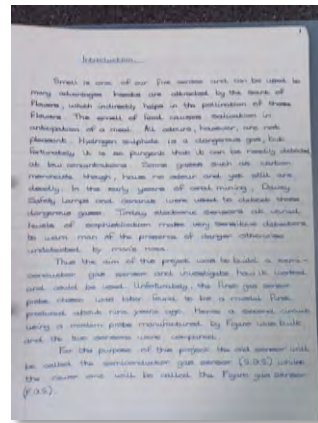 1
Introduction
Smell is one of our five senses and can be used to
many advantages insects are attracted by the scent of
flowers, which indirectly helps in the pollination of those
flowers. The smell of food causes salivation in
anticipation of a meal. All odours, however, are not
pleasant. Hydrogen sulphide is a dangerous gas, but
fortunately it is so pungent that it can be readily detected
at low concentrations. Some gases such as carbon
monoxide though, have no odour and yet still are
deadly. In the early years of coal mining, Davey
Safety Lamps and canaries were used to detect these
dangerous gases. Today electronic sensors at varied
levels of sophistication make very sensitive detectors
to warn man of the presence of danger otherwise
undetected by man's nose.
Thus the aim of this project was to build a semi-
conductor gas sensor and investigate how it worked
and could be used. Unfortunately, the first gas sensor
probe chosen was later found to be a model first
produced about nine years ago. Hence a second circuit
using a modern probe manufactured by Figaro was built
and the two sensors were compared.
For the purpose of this project the old sensor will
be called the semiconductor gas sensor (S.G.S) whilst
the newer one will be called the Figaro gas sensor
(F.G.S).